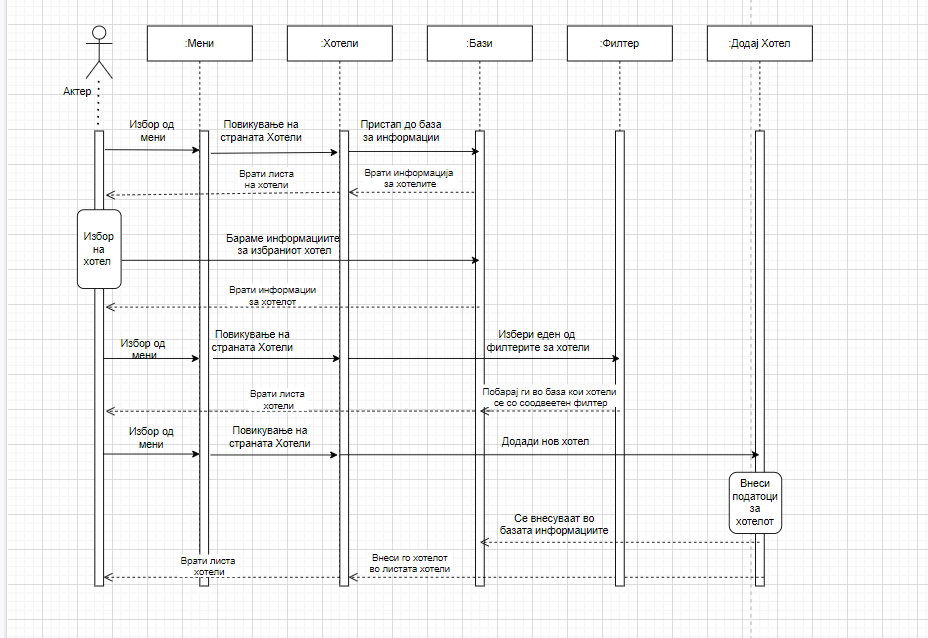 :Мени
:Хотели
:Бази
:Филтер
:Додај Хотел
Актер
Избор од
мени
Повикување на
страната Хотели
Пристап до база
за информации
Врати листа
на хотели
Врати информација
за хотелите
Избор
на
хотел
Бараме информациите
за избраниот хотел
Врати информации
за хотелот
Избор од
мени
Повикување на
страната Хотели
Избери еден од
филтерите за хотели
Врати листа
хотели
Побарај ги во база кои хотели
се со соодвеетен филтер
Избор од
мени
Повикување на
страната Хотели
Додади нов хотел
Внеси
податоци
за
хотелот
Се внесуваат во
базата информациите
Врати листа
хотели
Внеси го хотелот
во листата хотели